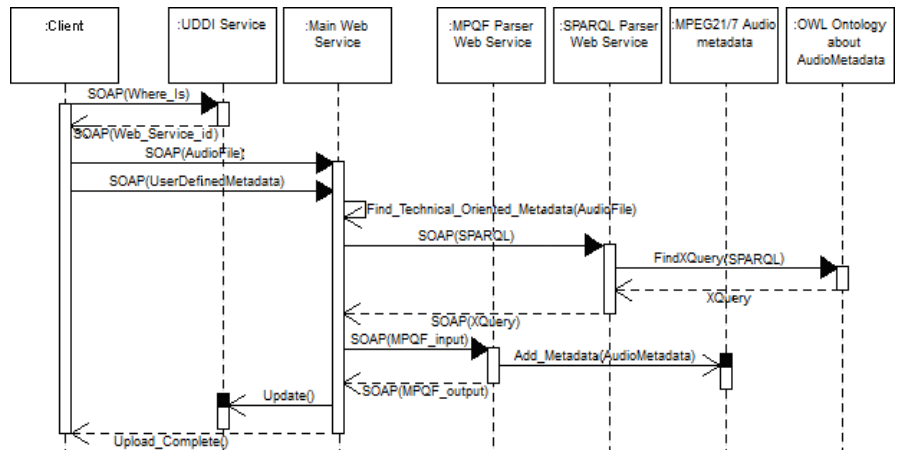 :Client
:UDDI Service
:Main Web
Service
:MPQF Parser
Web Service
:SPARQL Parser
Web Service
:MPEG21/7 Audio
metadata
:OWL Ontology
about
AudioMetadata
SOAP(Where_Is)
SOAP(Web_Service_id)
SOAP(AudioFile)
SOAP(UserDefinedMetadata)
Find_Technical_Oriented_Metadata(AudioFile)
SOAP(SPARQL)
FindXQuery(SPARQL)
XQuery
SOAP(XQuery)
SOAP(MPQF_input)
Add_Metadata(AudioMetadata)
SOAP(MPQF_output)
Update()
Upload_Complete()